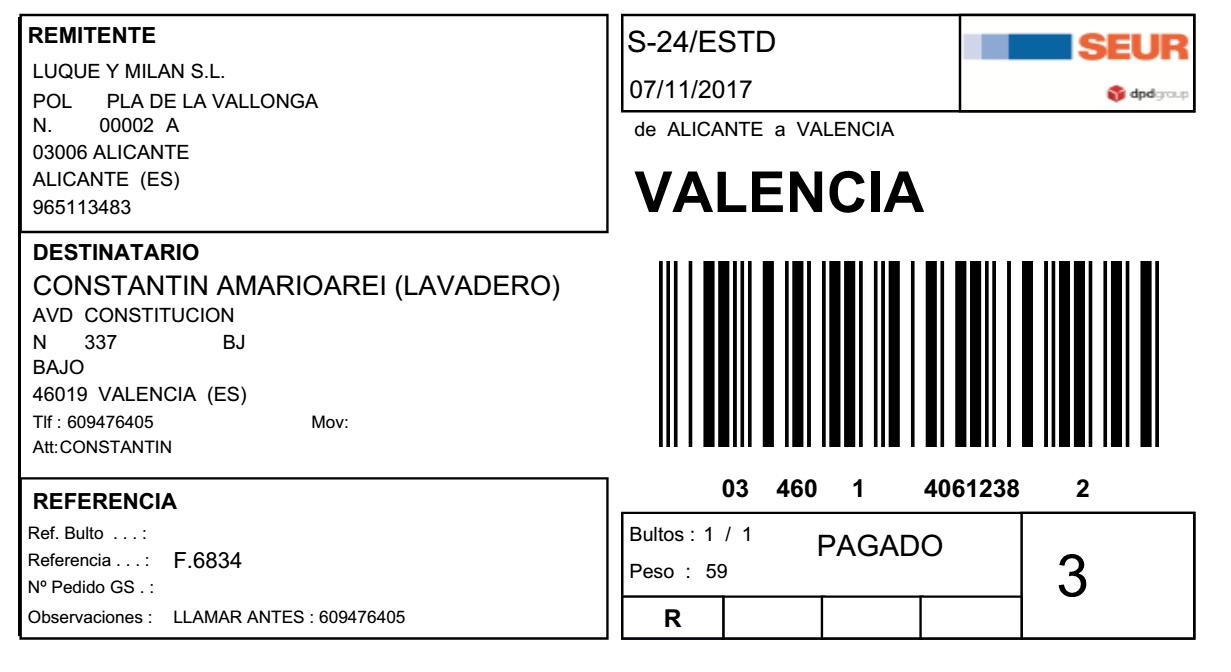 REMITENTE
LUQUE Y MILAN S.L.
POL PLA DE LA VALLONGA
N. 00002 A
03006 ALICANTE
ALICANTE (ES)
965113483
DESTINATARIO
CONSTANTIN AMARIOAREI (LAVADERO)
AVD CONSTITUCION
N 337 BJ
BAJO
46019 VALENCIA (ES)
Tlf : 609476405 Mov:
Att:CONSTANTIN
REFERENCIA
Ref. Bulto . . . :
Referencia . . . : F.6834
Nº Pedido GS . :
Observaciones : LLAMAR ANTES : 609476405
S-24/ESTD
07/11/2017
SEUR
dpdgroup
de ALICANTE a VALENCIA
VALENCIA
03 460 1 4061238 2
Bultos : 1 / 1
PAGADO
Peso : 59
3
R